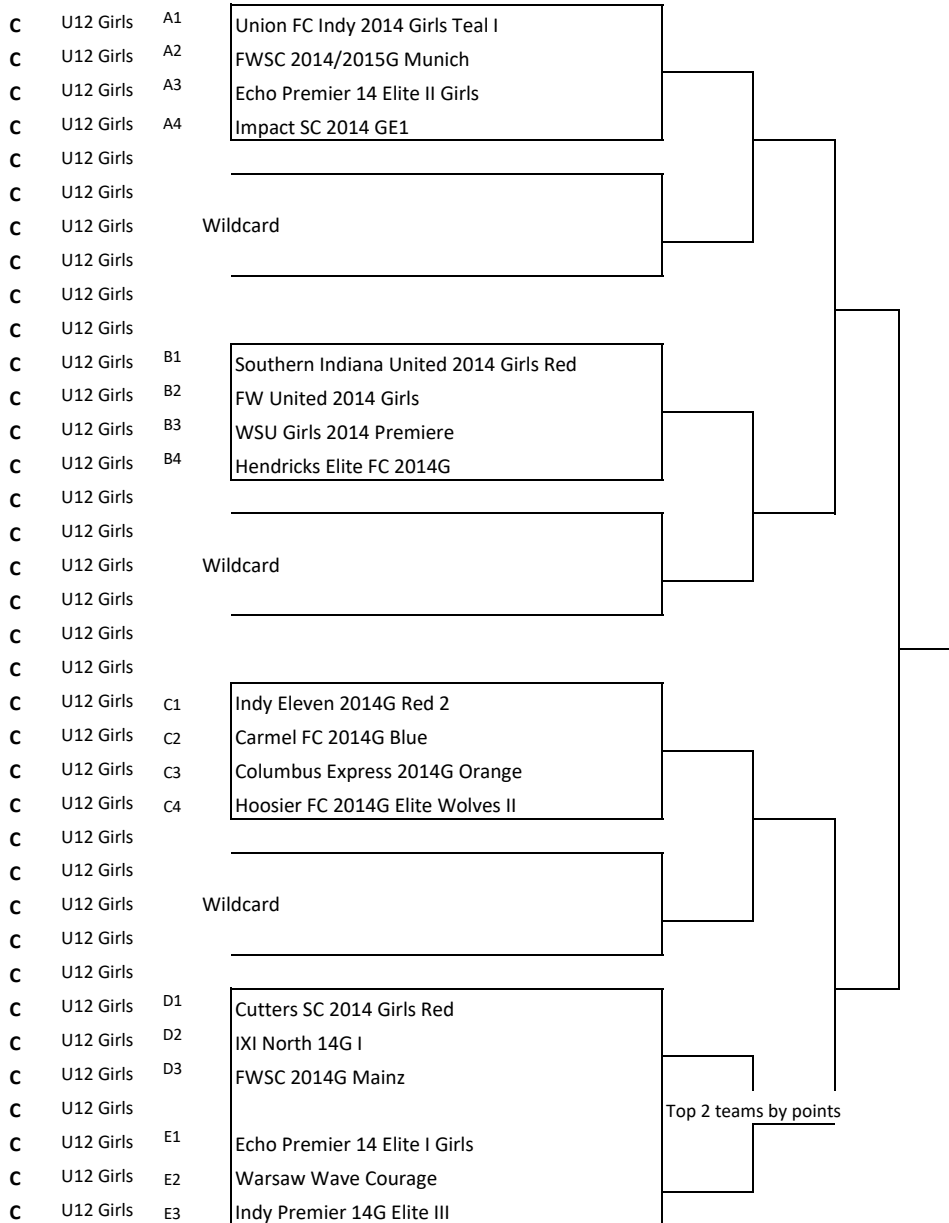 C U12 Girls A1 Union FC Indy 2014 Girls Teal I
C U12 Girls A2 FWSC 2014/2015G Munich
C U12 Girls A3 Echo Premier 14 Elite II Girls
C U12 Girls A4 Impact SC 2014 GE1
C U12 Girls
C U12 Girls
C U12 Girls Wildcard
C U12 Girls
C U12 Girls
C U12 Girls
C U12 Girls B1 Southern Indiana United 2014 Girls Red
C U12 Girls B2 FW United 2014 Girls
C U12 Girls B3 WSU Girls 2014 Premiere
C U12 Girls B4 Hendricks Elite FC 2014G
C U12 Girls
C U12 Girls
C U12 Girls Wildcard
C U12 Girls
C U12 Girls
C U12 Girls
C U12 Girls C1 Indy Eleven 2014G Red 2
C U12 Girls C2 Carmel FC 2014G Blue
C U12 Girls C3 Columbus Express 2014G Orange
C U12 Girls C4 Hoosier FC 2014G Elite Wolves II
C U12 Girls
C U12 Girls
C U12 Girls Wildcard
C U12 Girls
C U12 Girls
C U12 Girls D1 Cutters SC 2014 Girls Red
C U12 Girls D2 IXI North 14G I
C U12 Girls D3 FWSC 2014G Mainz
C U12 Girls Top 2 teams by points
C U12 Girls E1 Echo Premier 14 Elite I Girls
C U12 Girls E2 Warsaw Wave Courage
C U12 Girls E3 Indy Premier 14G Elite III